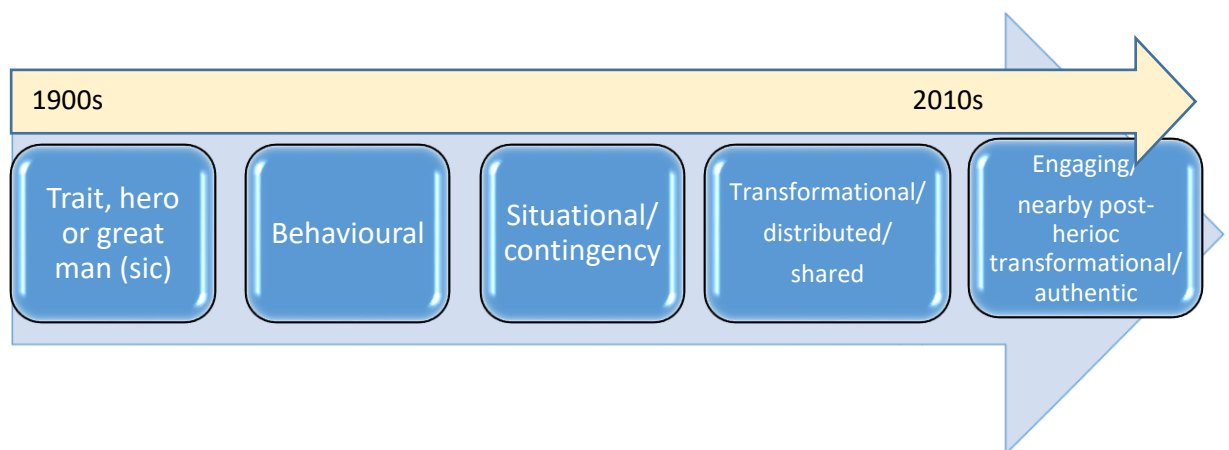 1900s
2010s
Trait, hero
or great
man (sic)
Behavioural
Situational/
contingency
Transformational/
distributed/
shared
Engaging/
nearby post-
herioc
transformational/
authentic